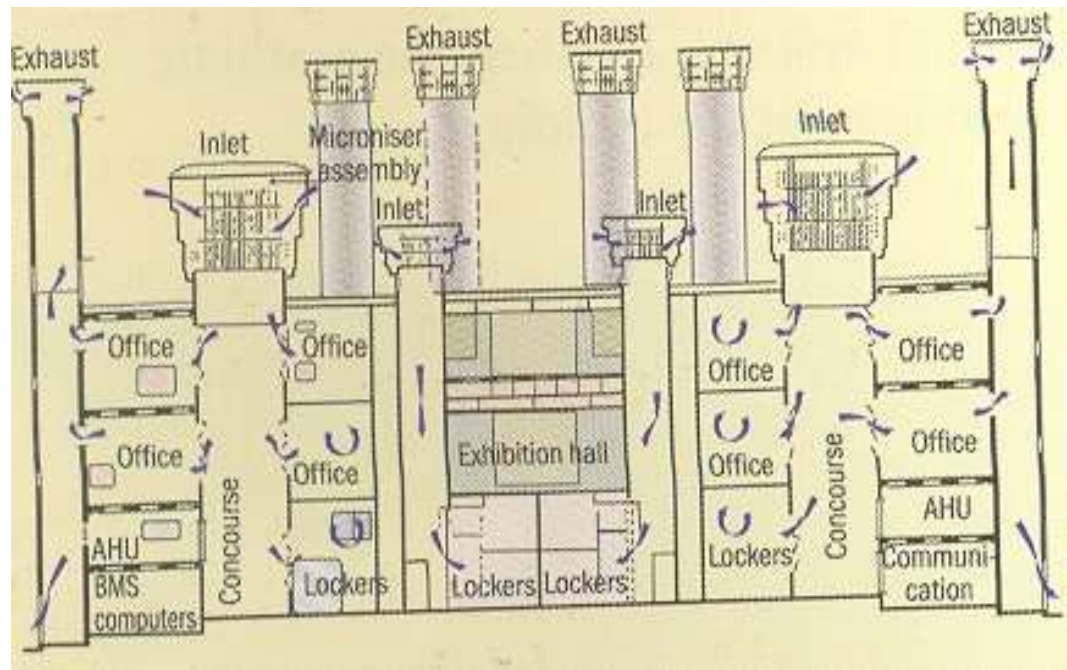 Exhaust
Exhaust
Exhaust
Exhaust
Inlet
Microniser
assembly
Inlet
Inlet
Inlet
Office
Office
Office
Office
Office
Office
Office
Office
Exhibition hall
Concourse
Concourse
AHU
AHU
BMS
computers
Lockers
Lockers
Lockers
Lockers
Communi-
cation